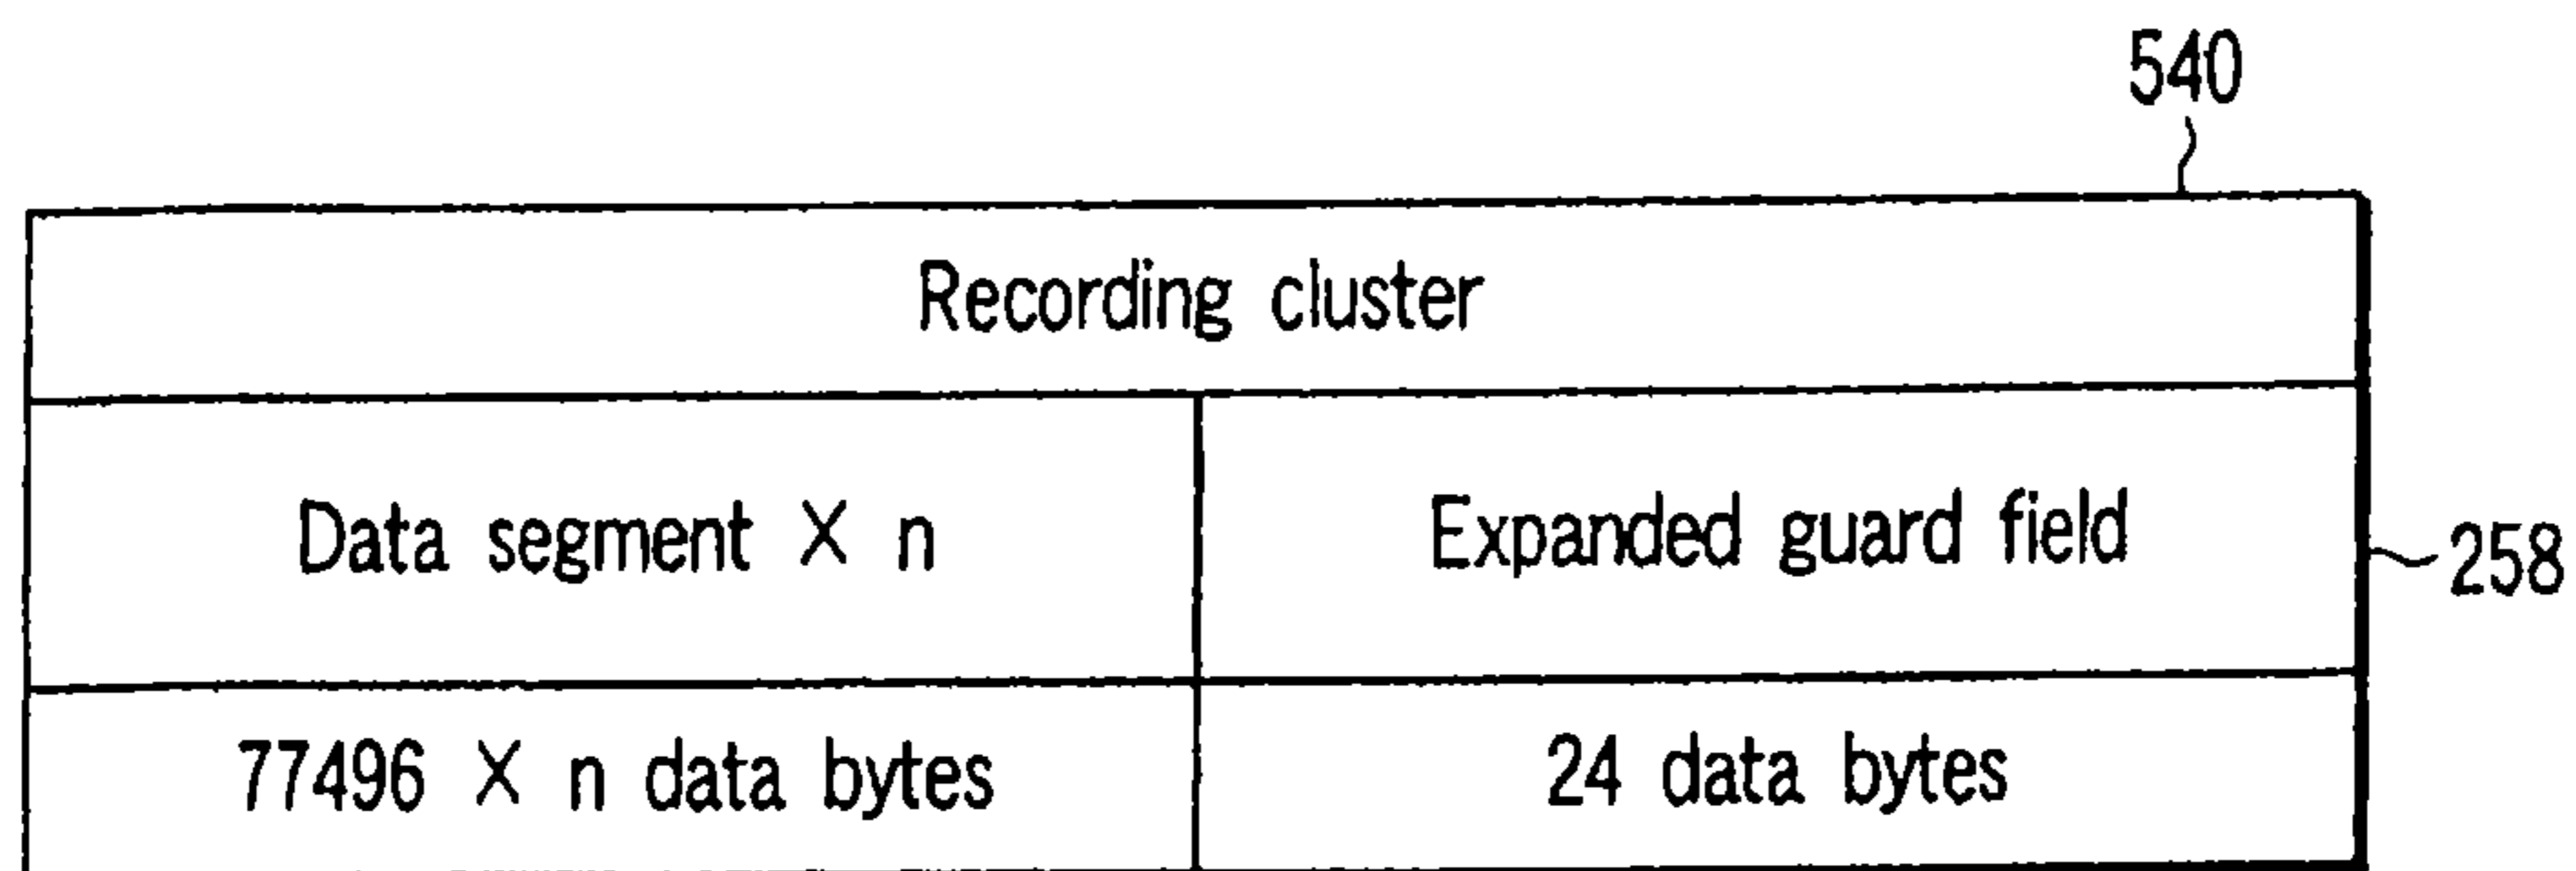 540
Recording cluster
Data segment X n
Expanded guard field
258
77496 X n data bytes
24 data bytes